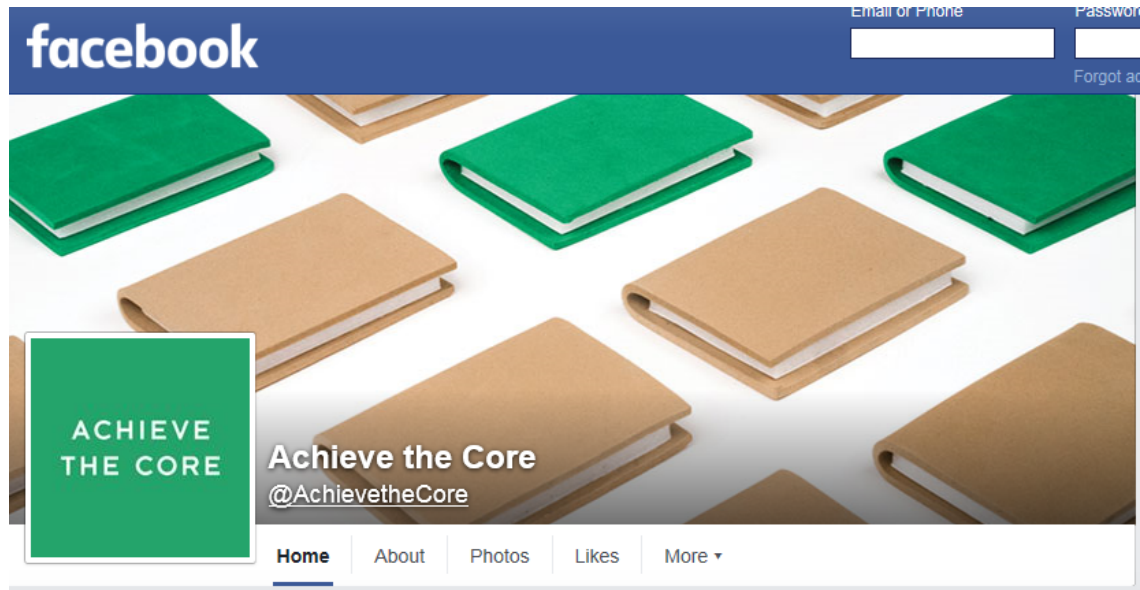 Email or Phone
Passwor
facebook
Forgot ac
ACHIEVE
THE CORE
Achieve the Core
@AchievetheCore
Home About Photos Likes More